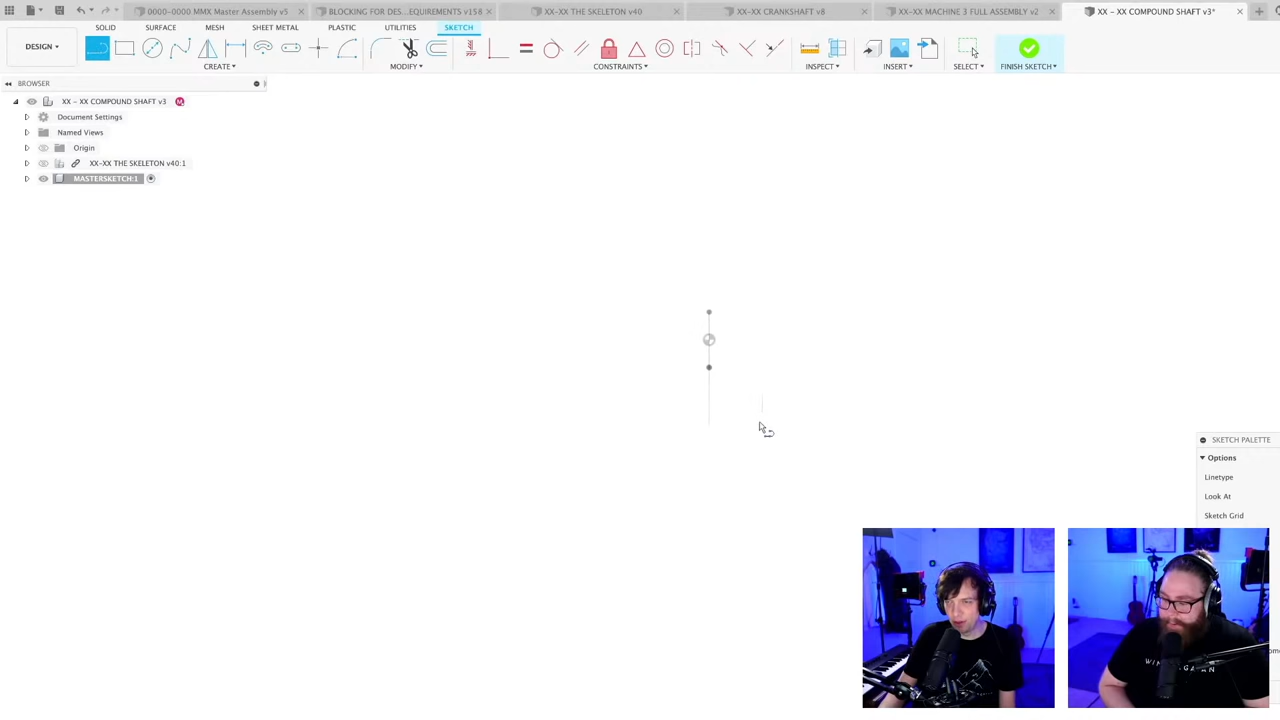 0000-0000 MMX Master Assembly v5
BLOCKING FOR DES...EQUIREMENTS v158
XX-XX THE SKELETON v40
XX-XX CRANKSHAFT v8
XX-XX MACHINE 3 FULL ASSEMBLY v2
XX - XX COMPOUND SHAFT v3*
SOLID
SURFACE
MESH
SHEET METAL
PLASTIC
UTILITIES
SKETCH
DESIGN
CREATE
MODIFY
CONSTRAINTS
INSPECT
INSERT
SELECT
FINISH SKETCH
BROWSER
XX - XX COMPOUND SHAFT v3
M
Document Settings
Named Views
Origin
XX-XX THE SKELETON v40:1
MASTERSKETCH:1
SKETCH PALETTE
Options
Linetype
Look At
Sketch Grid